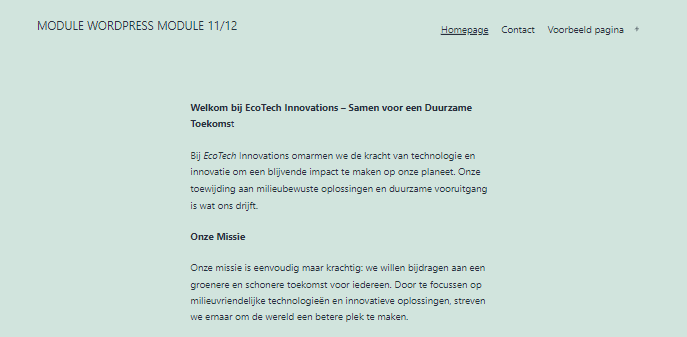 MODULE WORDPRESS MODULE 11/12
Homepage Contact Voorbeeld pagina +
Welkom bij EcoTech Innovations – Samen voor een Duurzame
Toekomst
Bij EcoTech Innovations omarmen we de kracht van technologie en
innovatie om een blijvende impact te maken op onze planeet. Onze
toewijding aan milieubewuste oplossingen en duurzame vooruitgang
is wat ons drijft.
Onze Missie
Onze missie is eenvoudig maar krachtig: we willen bijdragen aan een
groenere en schonere toekomst voor iedereen. Door te focussen op
milieuvriendelijke technologieën en innovatieve oplossingen, streven
we ernaar om de wereld een betere plek te maken.